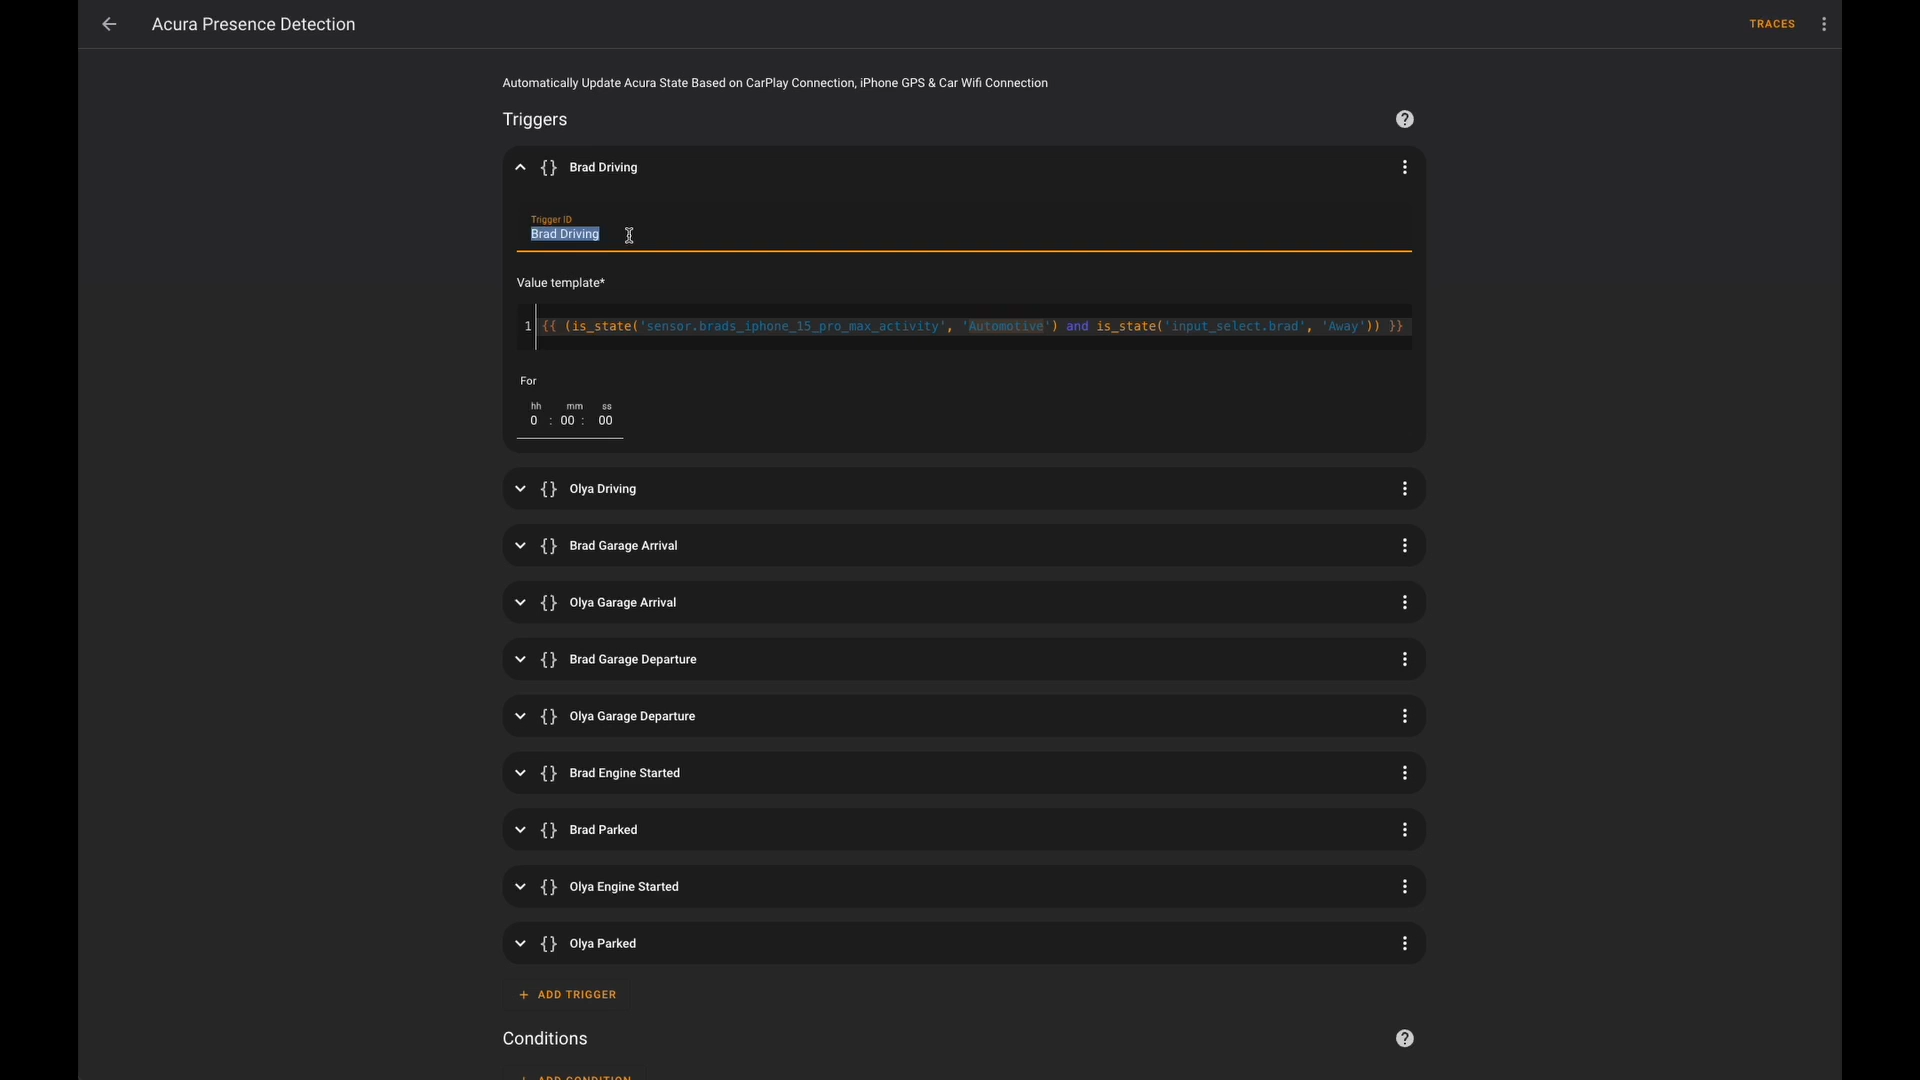 Acura Presence Detection
TRACES
Automatically Update Acura State Based on CarPlay Connection, iPhone GPS & Car Wifi Connection
Triggers
Brad Driving
Trigger ID
Brad Driving
Value template*
1 {{ (is_state('sensor.brads_iphone_15_pro_max_activity', 'Automotive') and is_state('input_select.brad', 'Away')) }}
For
hh mm ss
0 : 00 : 00
Olya Driving
Brad Garage Arrival
Olya Garage Arrival
Brad Garage Departure
Olya Garage Departure
Brad Engine Started
Brad Parked
Olya Engine Started
Olya Parked
+ ADD TRIGGER
Conditions
+ ADD CONDITION